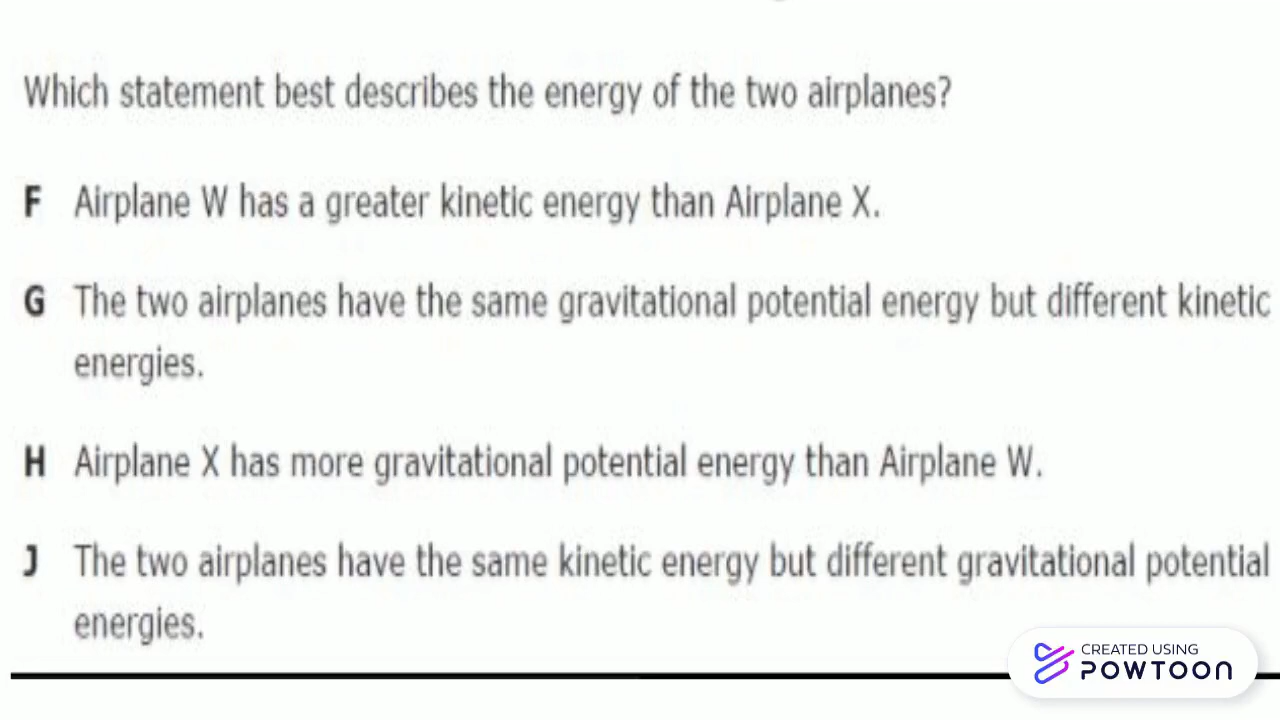 Which statement best describes the energy of the two airplanes?
F Airplane W has a greater kinetic energy than Airplane X.
G The two airplanes have the same gravitational potential energy but different kinetic
energies.
H Airplane X has more gravitational potential energy than Airplane W.
J The two airplanes have the same kinetic energy but different gravitational potential
energies.
CREATED USING
POWTOON